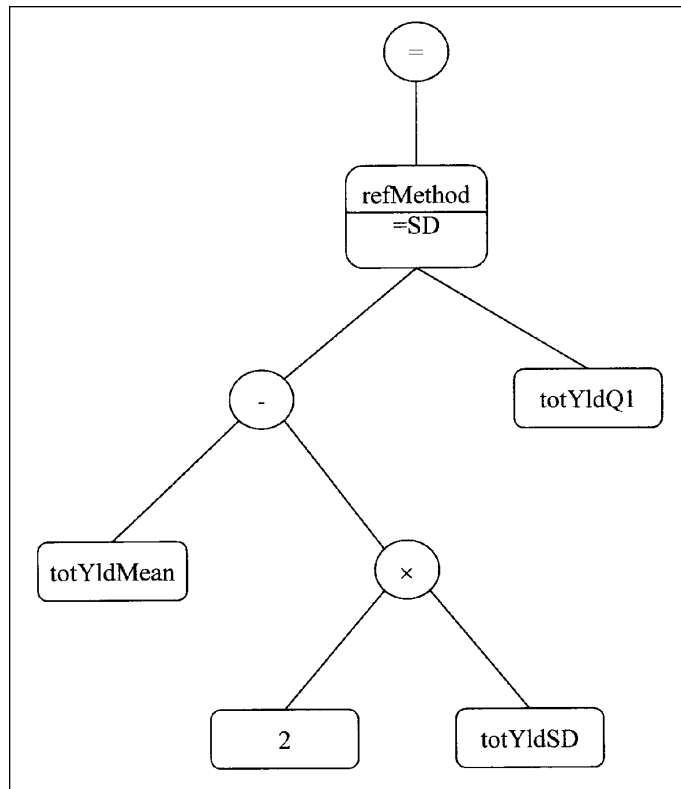 =
refMethod
=SD
-
totYldQ1
totYldMean
×
2
totYldSD